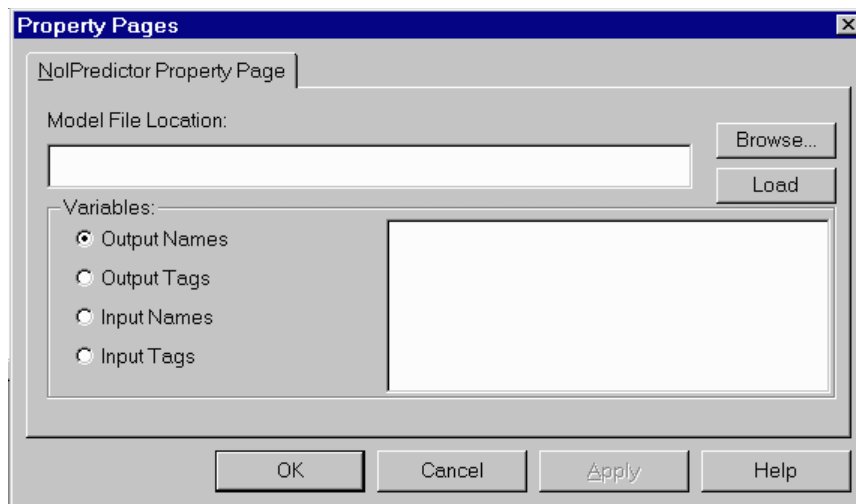 Property Pages
NolPredictor Property Page
Model File Location:
Browse...
Load
Variables:
Output Names
Output Tags
Input Names
Input Tags
OK
Cancel
Apply
Help